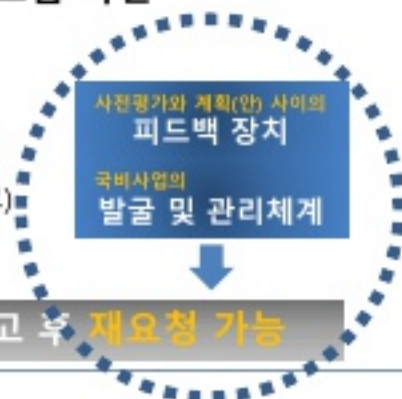 사전평가와 계획(안) 사이의
피드백 장치
국비사업의
발굴 및 관리체계
고 후 재요청 가능